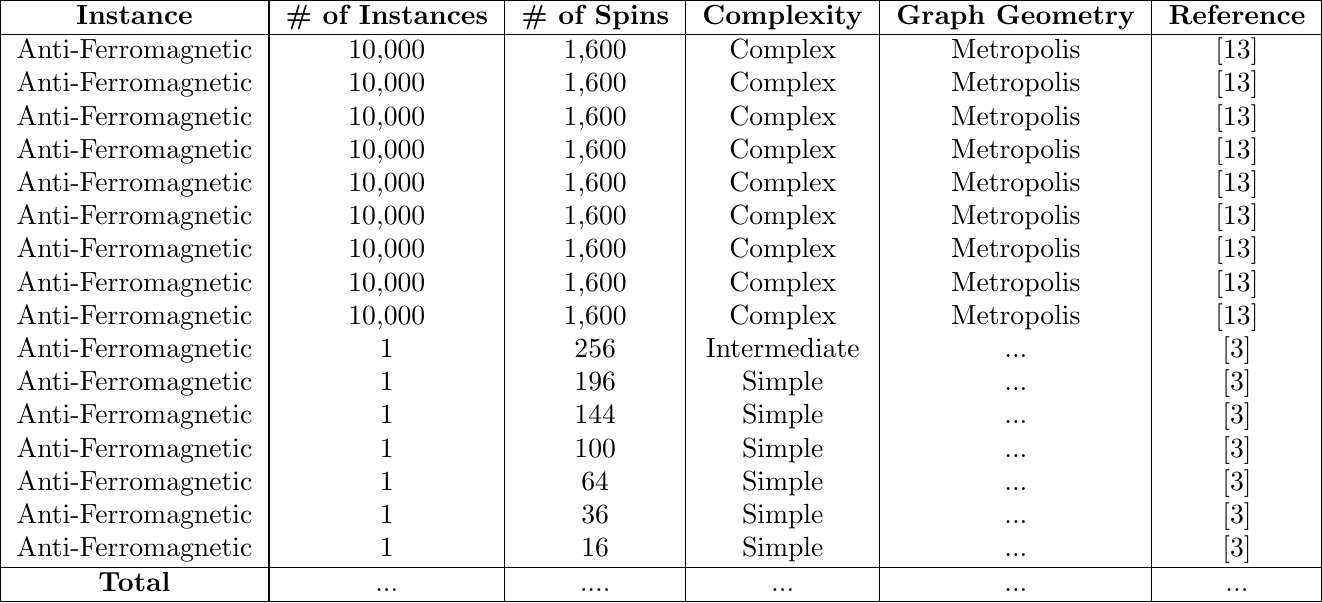 Instance # of Instances # of Spins Complexity Graph Geometry Reference
Anti-Ferromagnetic 10,000 1,600 Complex Metropolis [13]
Anti-Ferromagnetic 10,000 1,600 Complex Metropolis [13]
Anti-Ferromagnetic 10,000 1,600 Complex Metropolis [13]
Anti-Ferromagnetic 10,000 1,600 Complex Metropolis [13]
Anti-Ferromagnetic 10,000 1,600 Complex Metropolis [13]
Anti-Ferromagnetic 10,000 1,600 Complex Metropolis [13]
Anti-Ferromagnetic 10,000 1,600 Complex Metropolis [13]
Anti-Ferromagnetic 10,000 1,600 Complex Metropolis [13]
Anti-Ferromagnetic 10,000 1,600 Complex Metropolis [13]
Anti-Ferromagnetic 1 256 Intermediate ... [3]
Anti-Ferromagnetic 1 196 Simple ... [3]
Anti-Ferromagnetic 1 144 Simple ... [3]
Anti-Ferromagnetic 1 100 Simple ... [3]
Anti-Ferromagnetic 1 64 Simple ... [3]
Anti-Ferromagnetic 1 36 Simple ... [3]
Anti-Ferromagnetic 1 16 Simple ... [3]
Total ... .... ... ... ...